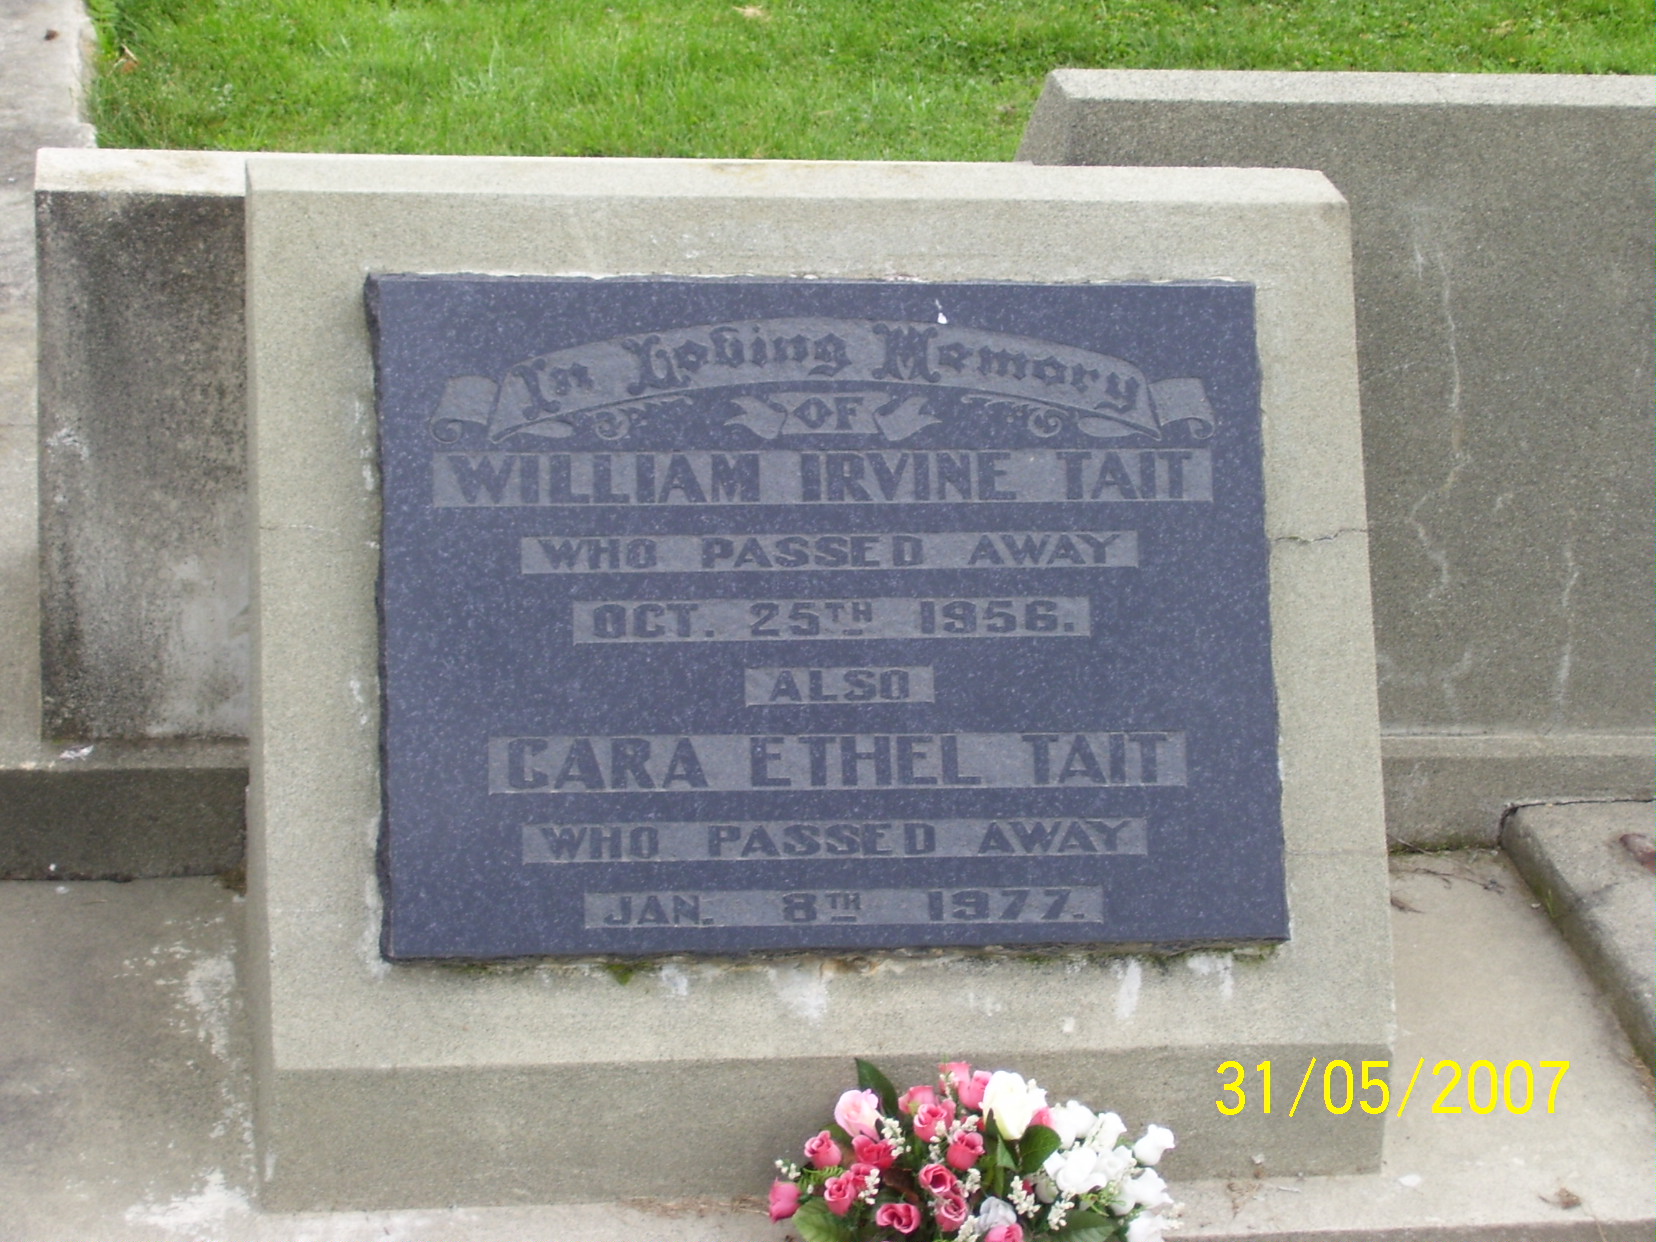 In Loving Memory
OF
WILLIAM IRVINE TAIT
WHO PASSED AWAY
OCT. 25TH 1956.
ALSO
CARA ETHEL TAIT
WHO PASSED AWAY
JAN. 8TH 1977.
31/05/2007